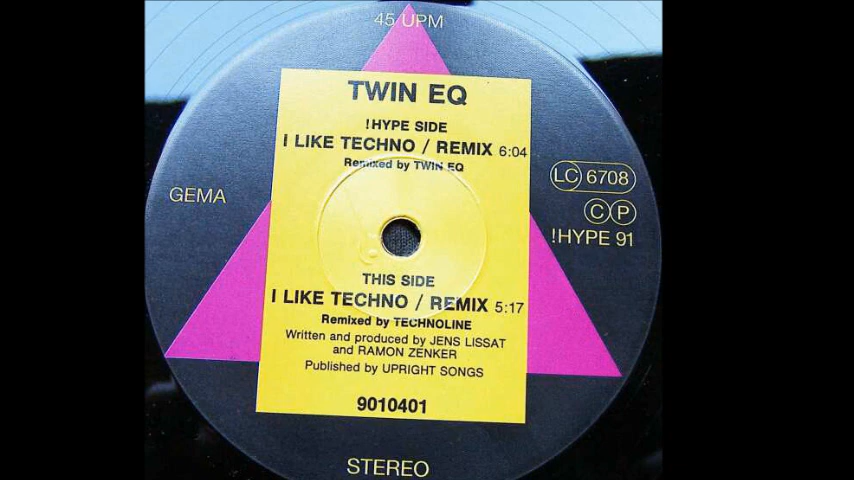 45 UPM
TWIN EQ
!HYPE SIDE
I LIKE TECHNO / REMIX 6:04
Remixed by TWIN EQ
GEMA
LC 6708
C P
!HYPE 91
THIS SIDE
I LIKE TECHNO / REMIX 5:17
Remixed by TECHNOLINE
Written and produced by JENS LISSAT
and RAMON ZENKER
Published by UPRIGHT SONGS
9010401
STEREO